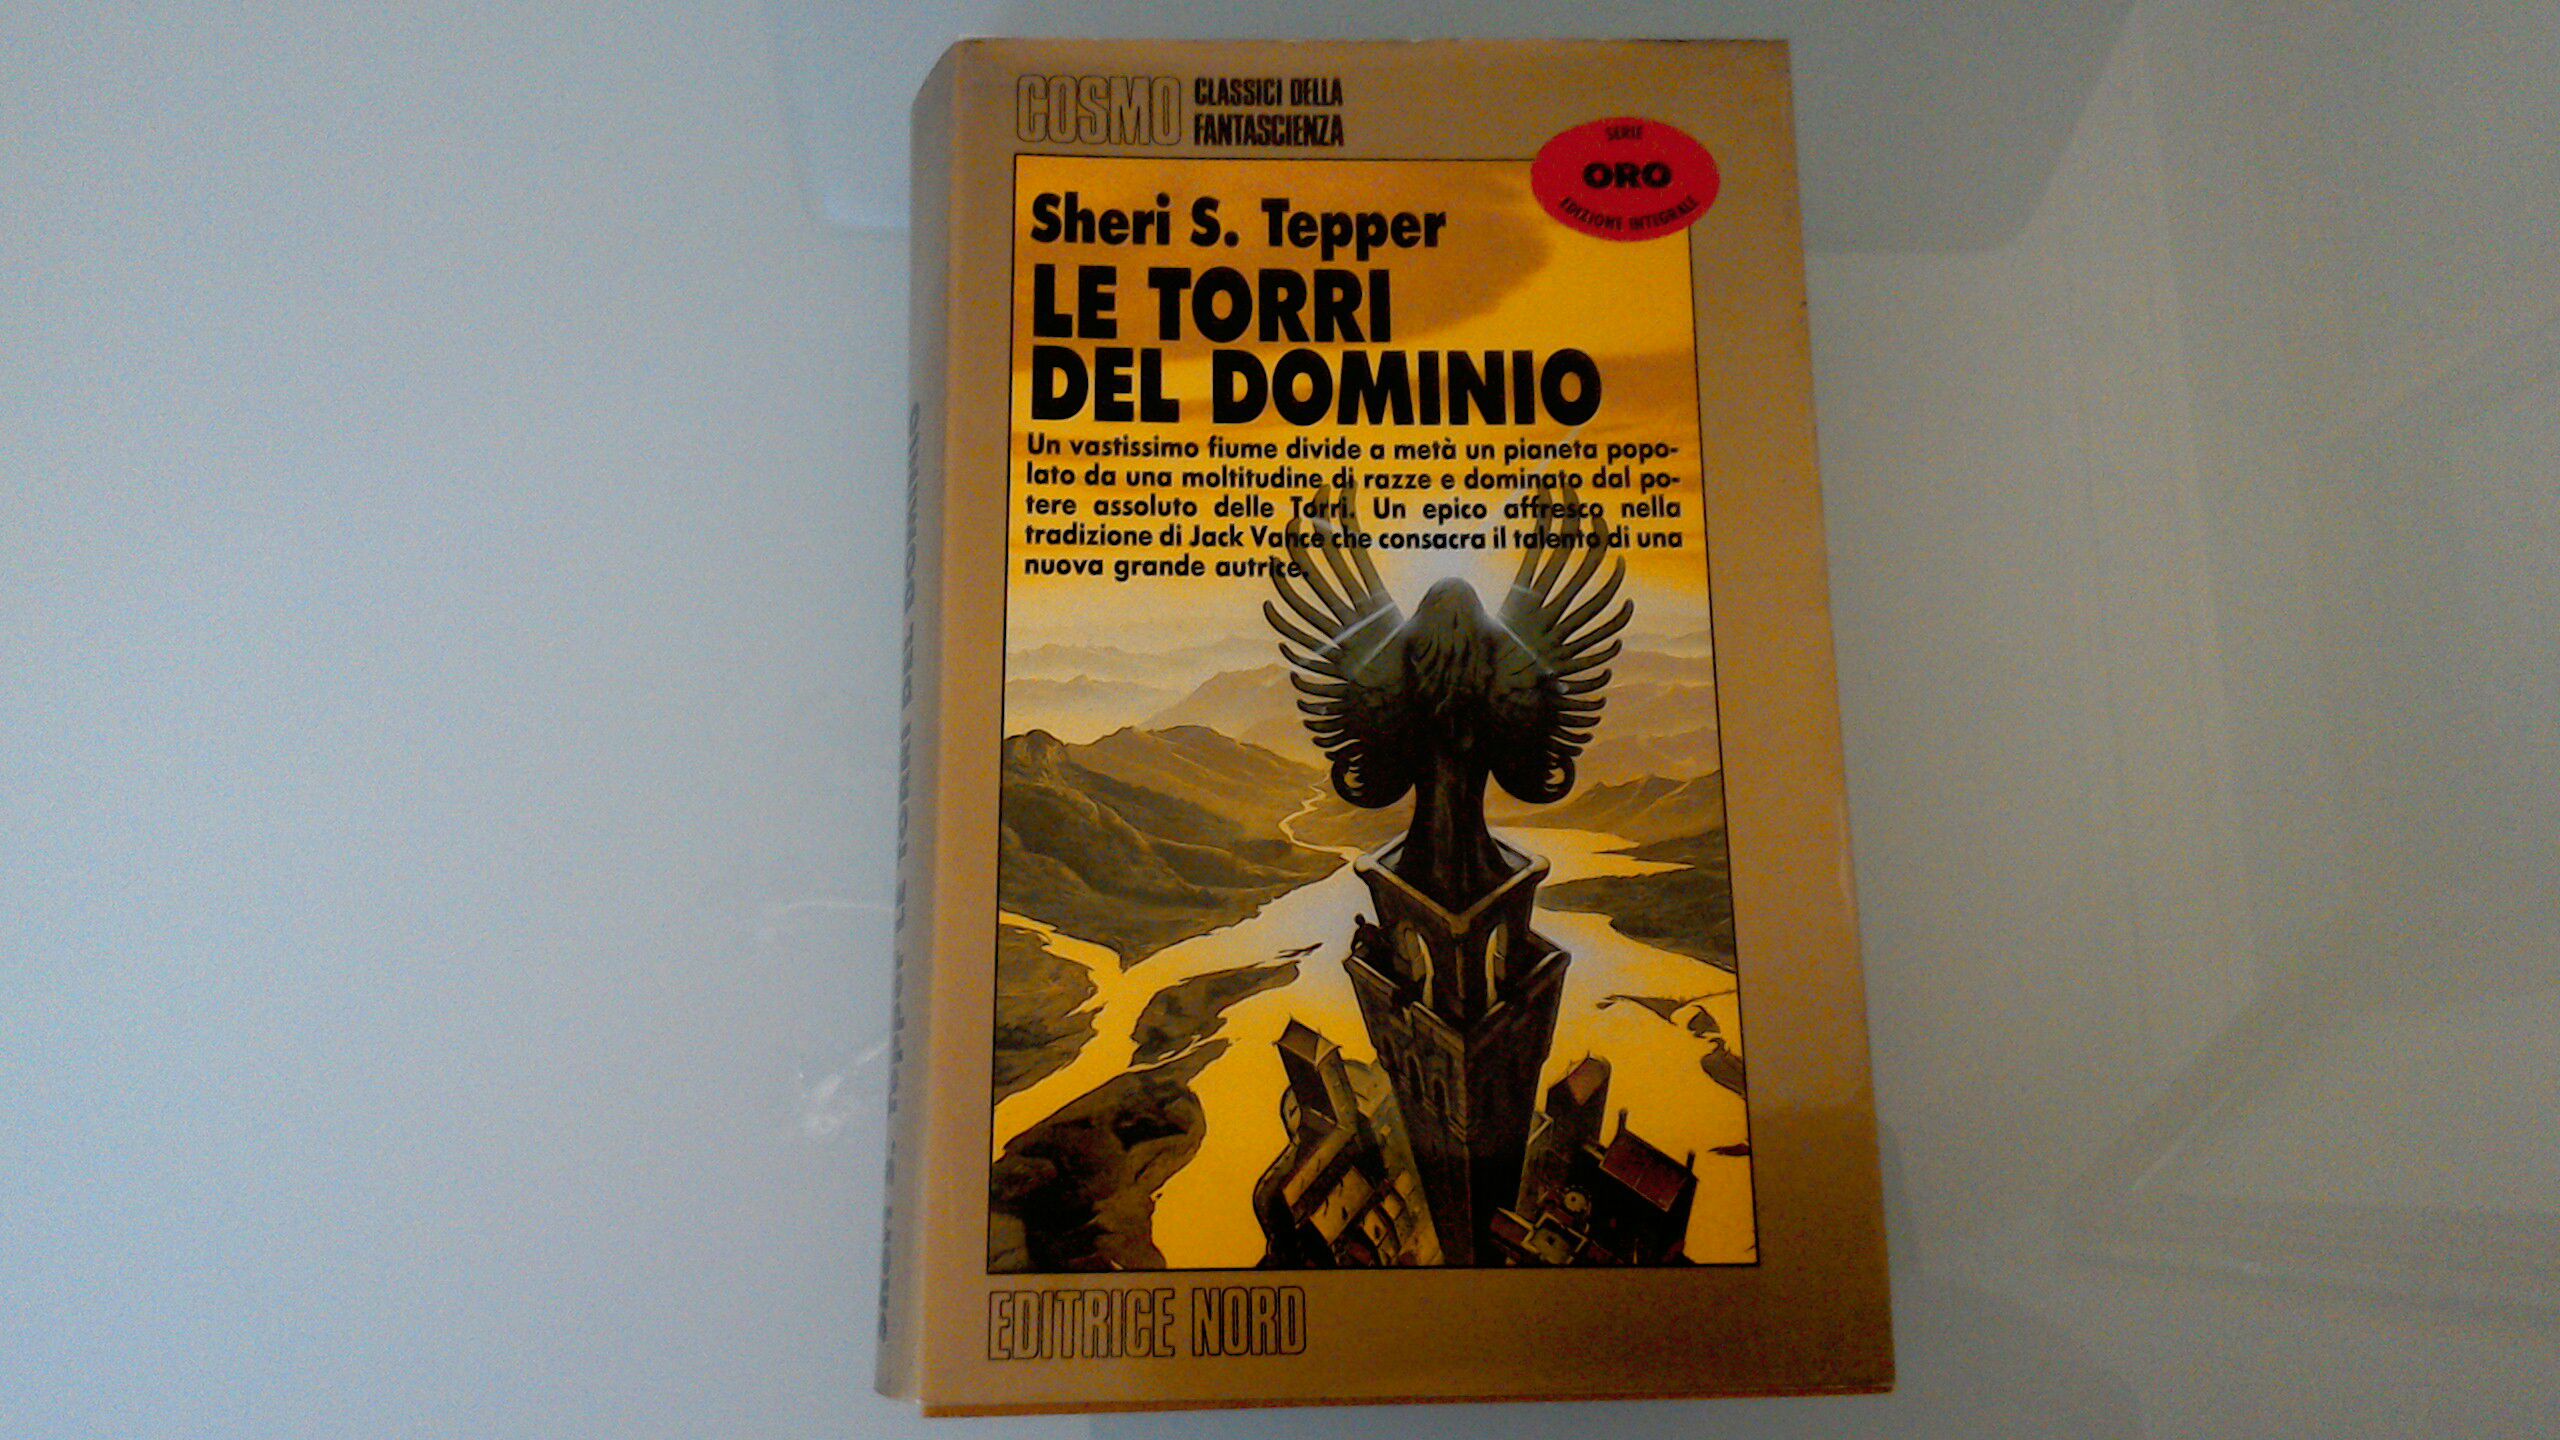 COSMO
CLASSICI DELLA
FANTASCIENZA
SERIE
ORO
EDIZIONE INTEGRALE
Sheri S. Tepper
LE TORRI
DEL DOMINIO
Un vastissimo fiume divide a metà un pianeta popo-
lato da una moltitudine di razze e dominato dal po-
tere assoluto delle Torri. Un epico affresco nella
tradizione di Jack Vance che consacra il talento di una
nuova grande autrice.
EDITRICE NORD